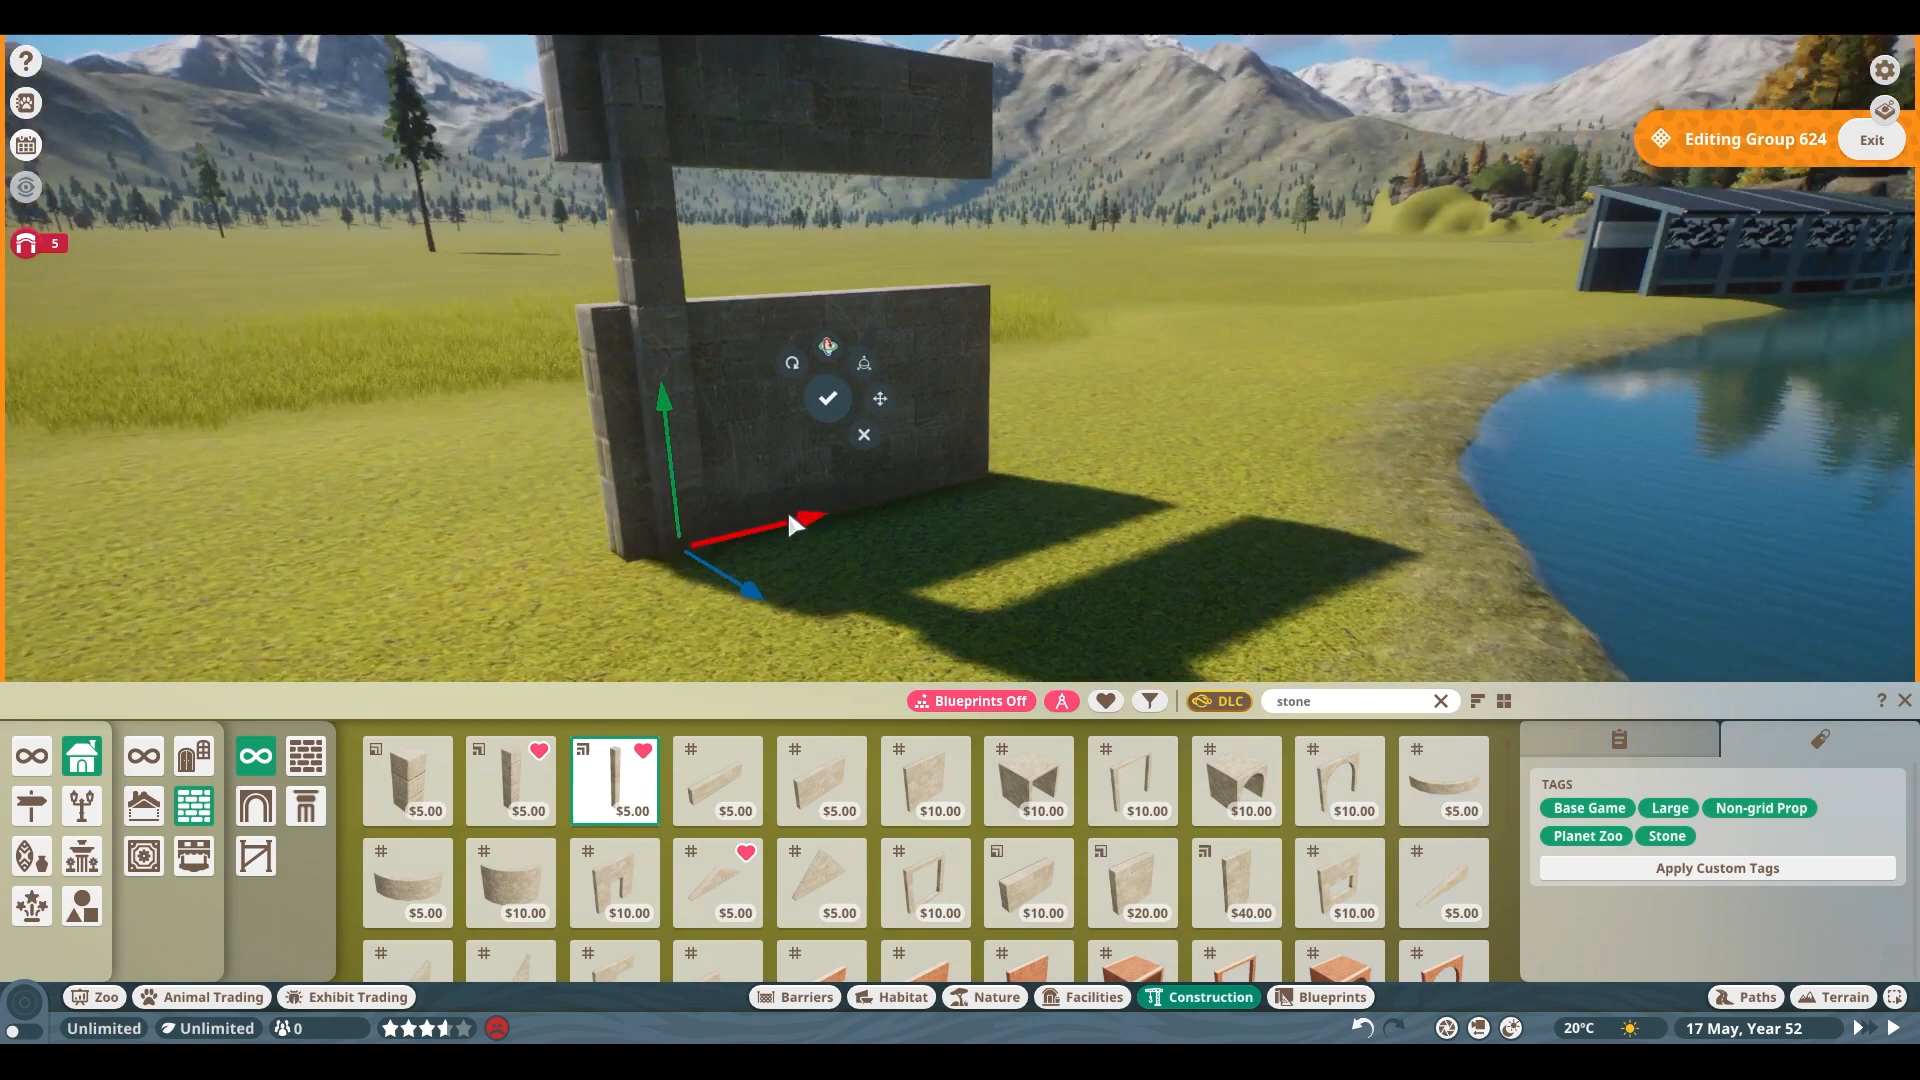 Editing Group 624
Exit
5
Blueprints Off
DLC
stone
?
$5.00 $5.00 $5.00 $5.00 $5.00 $10.00 $10.00 $10.00 $10.00 $10.00 $5.00
$5.00 $10.00 $10.00 $5.00 $5.00 $10.00 $10.00 $20.00 $40.00 $10.00 $5.00
TAGS
Base Game Large Non-grid Prop
Planet Zoo Stone
Apply Custom Tags
Zoo Animal Trading Exhibit Trading Barriers Habitat Nature Facilities Construction Blueprints Paths Terrain
Unlimited Unlimited 0 20°C 17 May, Year 52